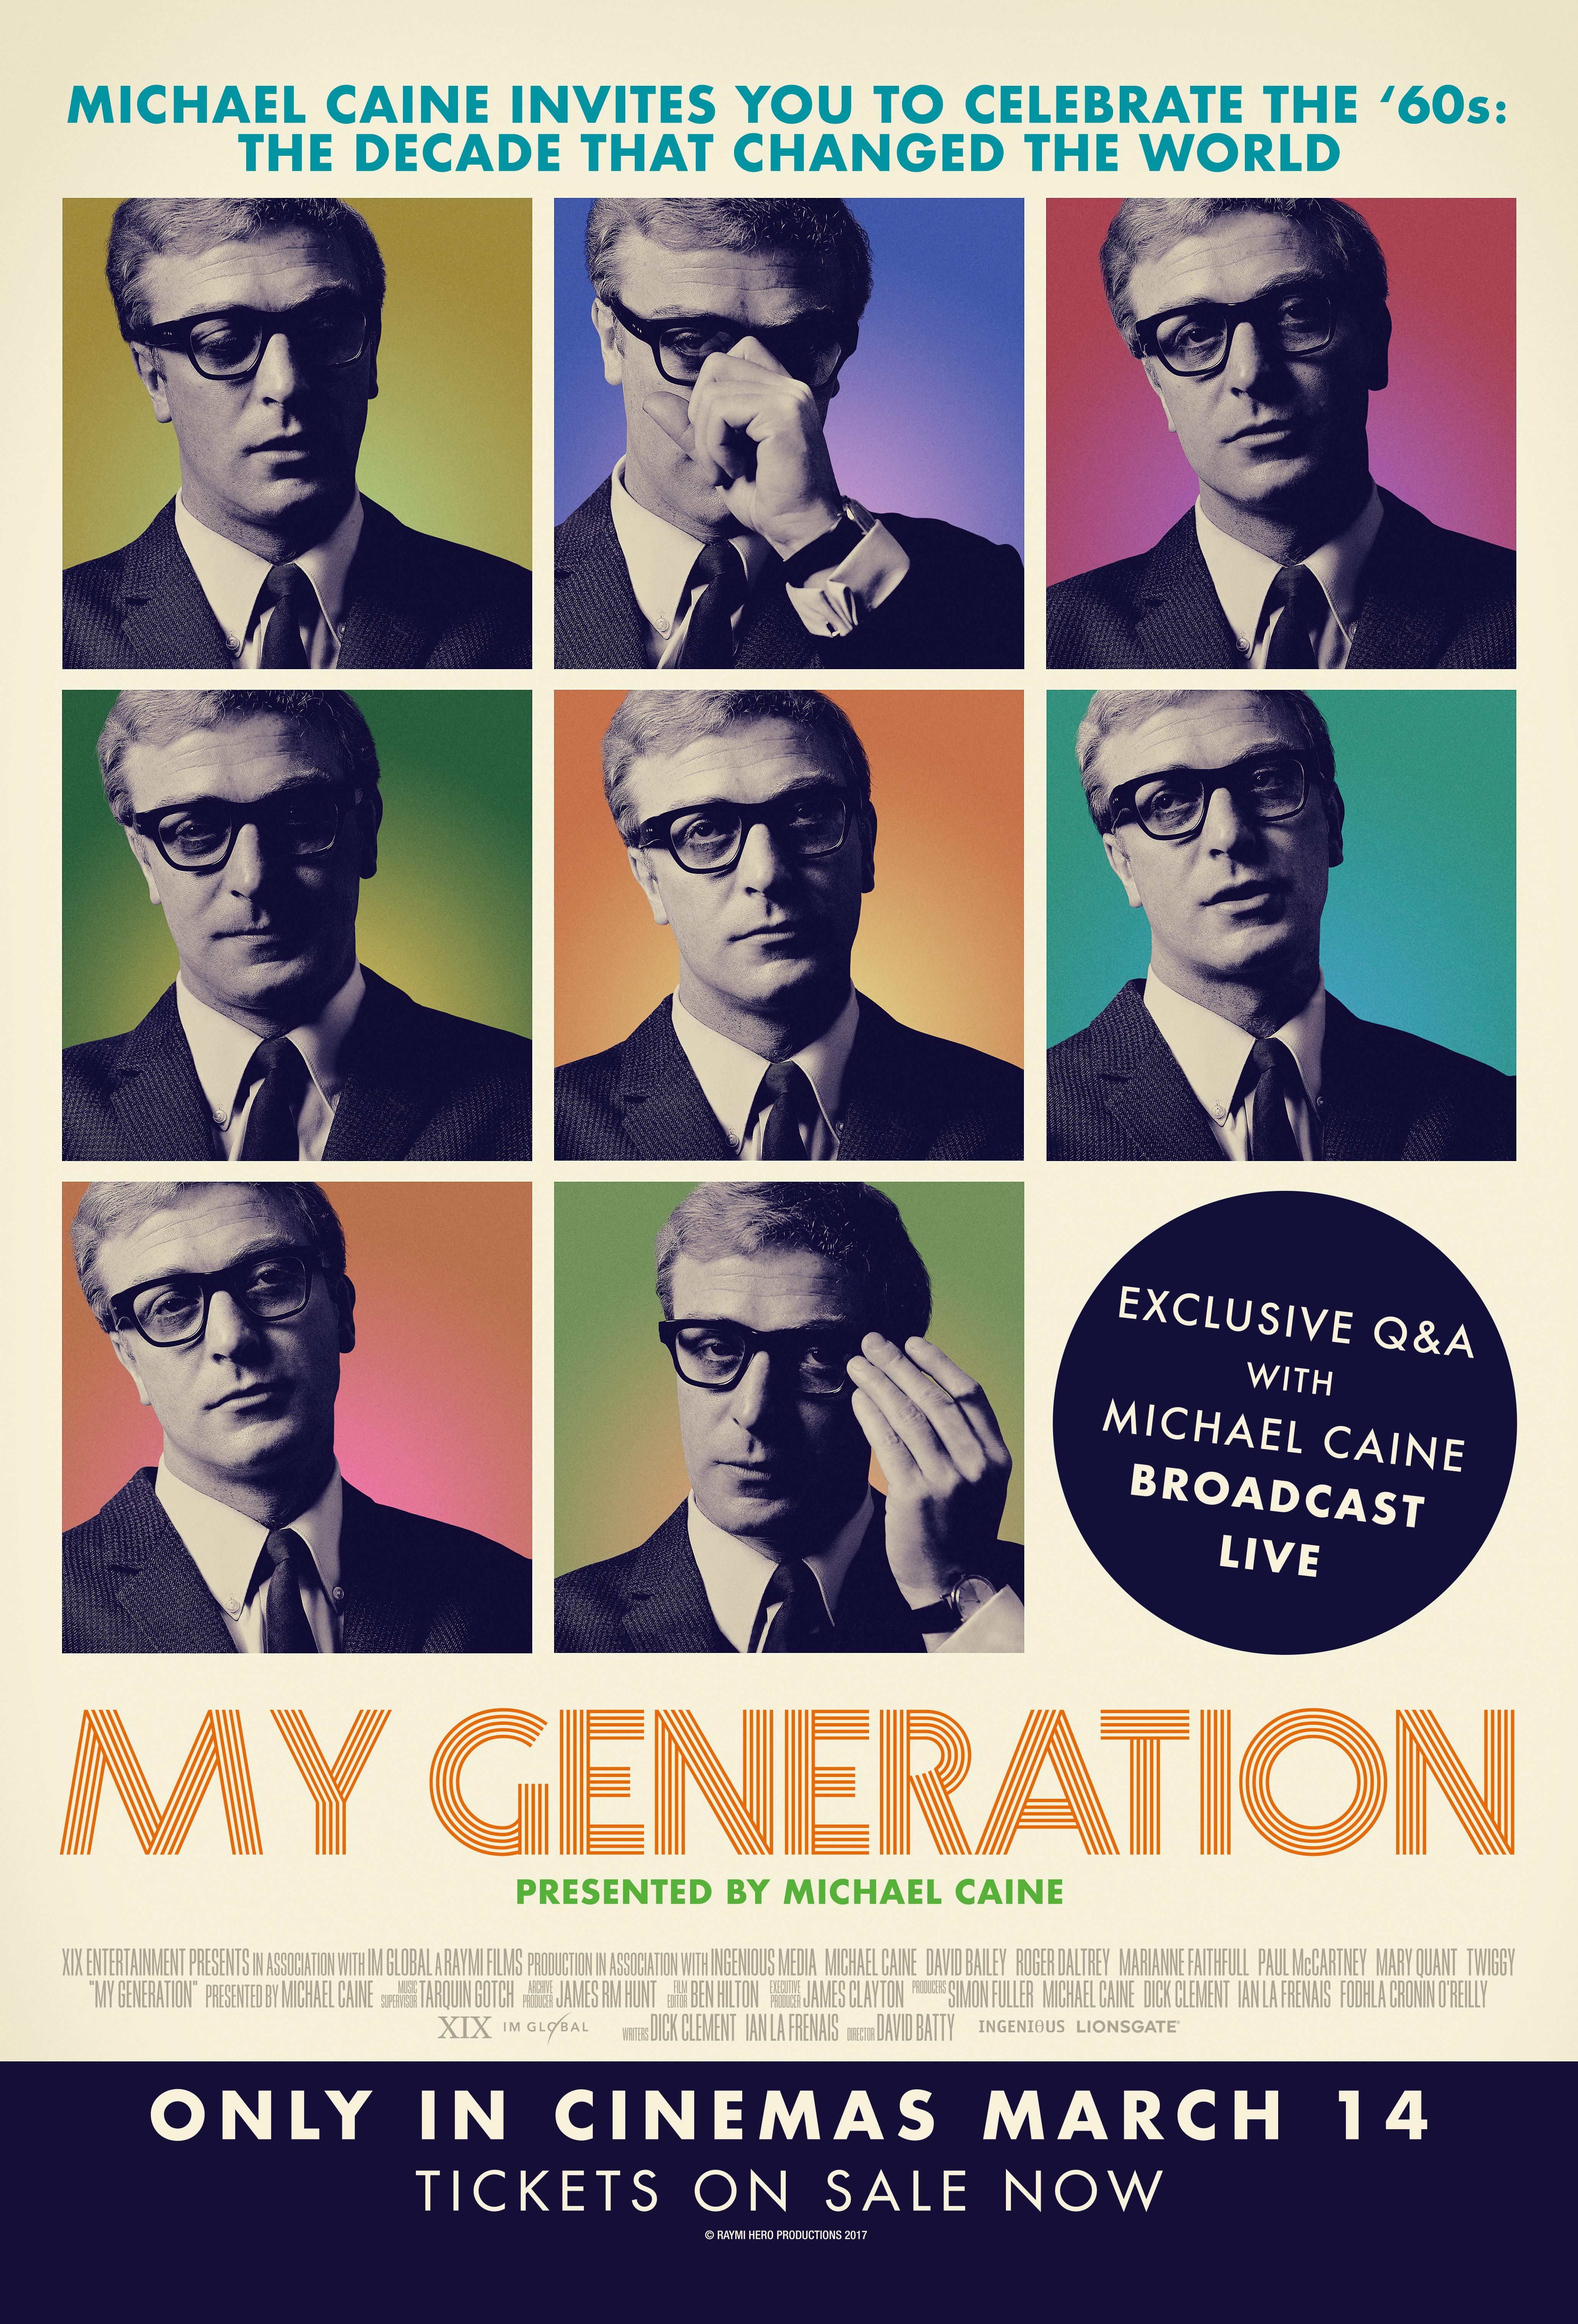 MICHAEL CAINE INVITES YOU TO CELEBRATE THE ‘60s:
THE DECADE THAT CHANGED THE WORLD
EXCLUSIVE Q&A
WITH
MICHAEL CAINE
BROADCAST
LIVE
MY GENERATION
PRESENTED BY MICHAEL CAINE
XIX ENTERTAINMENT PRESENTS IN ASSOCIATION WITH IM GLOBAL A RAYMI FILMS PRODUCTION IN ASSOCIATION WITH INGENIOUS MEDIA MICHAEL CAINE DAVID BAILEY ROGER DALTREY MARIANNE FAITHFULL PAUL McCARTNEY MARY QUANT TWIGGY
"MY GENERATION" PRESENTED BY MICHAEL CAINE MUSIC SUPERVISOR TARQUIN GOTCH ARCHIVE PRODUCER JAMES RM HUNT FILM EDITOR BEN HILTON EXECUTIVE PRODUCER JAMES CLAYTON PRODUCERS SIMON FULLER MICHAEL CAINE DICK CLEMENT IAN LA FRENAIS FODHLA CRONIN O'REILLY
XIX IM GLOBAL WRITERS DICK CLEMENT IAN LA FRENAIS DIRECTOR DAVID BATTY INGENIOUS LIONSGATE
ONLY IN CINEMAS MARCH 14
TICKETS ON SALE NOW
© RAYMI HERO PRODUCTIONS 2017